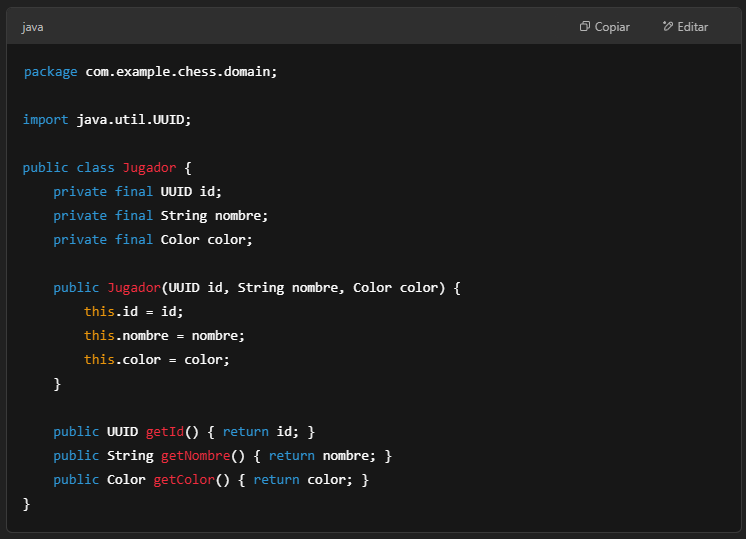 java
Copiar
Editar
package com.example.chess.domain;
import java.util.UUID;
public class Jugador {
    private final UUID id;
    private final String nombre;
    private final Color color;
    public Jugador(UUID id, String nombre, Color color) {
        this.id = id;
        this.nombre = nombre;
        this.color = color;
    }
    public UUID getId() { return id; }
    public String getNombre() { return nombre; }
    public Color getColor() { return color; }
}